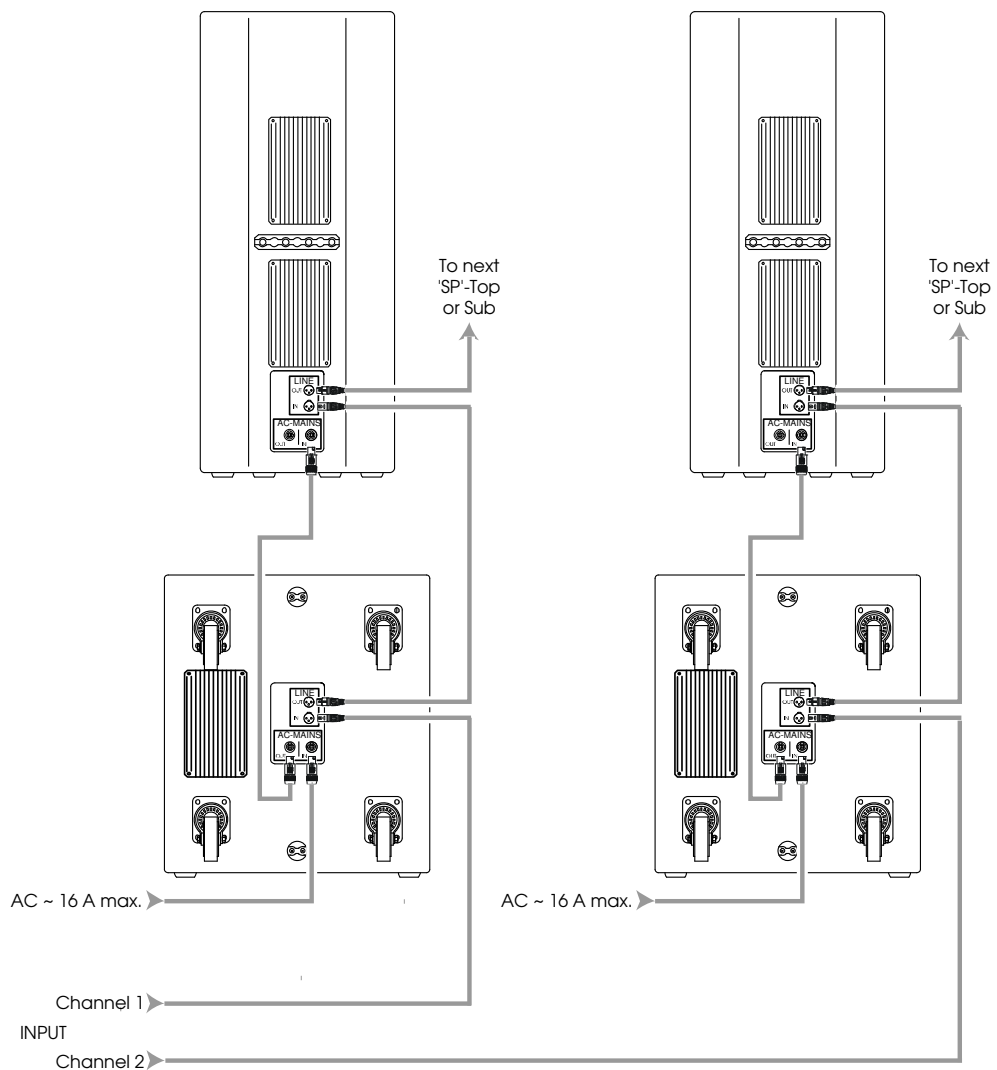 To next
'SP'-Top
or Sub
To next
'SP'-Top
or Sub
LINE
OUT
IN
AC-MAINS
OUT
IN
LINE
OUT
IN
AC-MAINS
OUT
IN
LINE
OUT
IN
AC-MAINS
OUT
IN
LINE
OUT
IN
AC-MAINS
OUT
IN
AC ~ 16 A max.
AC ~ 16 A max.
Channel 1
INPUT
Channel 2